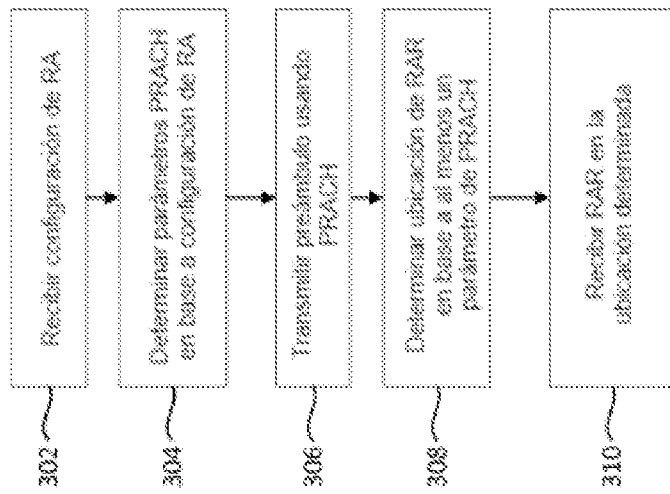 302
Recibir configuración de RA
304
Determinar parámetros PRACH
en base a configuración de RA
306
Transmitir preámbulo usando
PRACH
308
Determinar ubicación de RAR
en base a al menos un
parámetro de PRACH
310
Recibir RAR en la
ubicación determinada